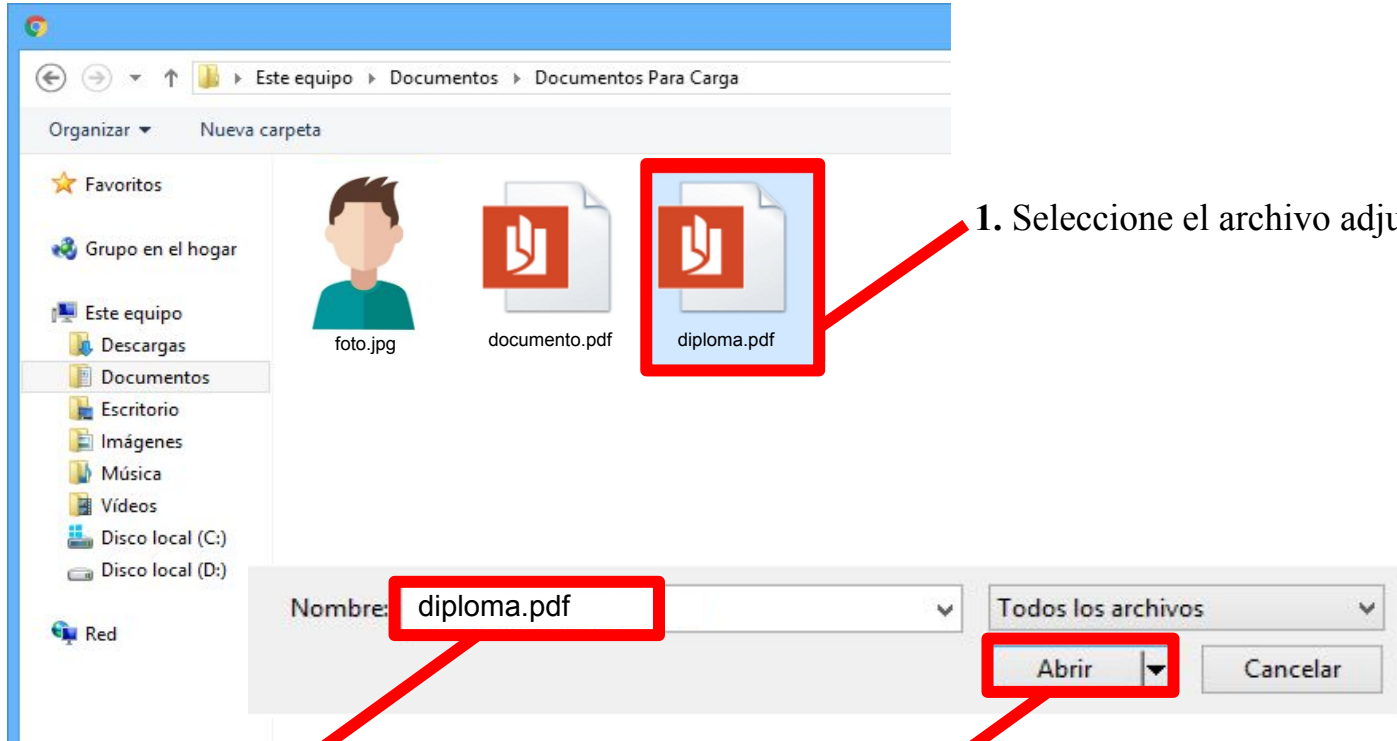 Este equipo Documentos Documentos Para Carga
Organizar Nueva carpeta
Favoritos
Grupo en el hogar
Este equipo
Descargas
Documentos
Escritorio
Imágenes
Música
Vídeos
Disco local (C:)
Disco local (D:)
Red
foto.jpg documento.pdf diploma.pdf
1. Seleccione el archivo
Nombre: diploma.pdf Todos los archivos
Abrir Cancelar